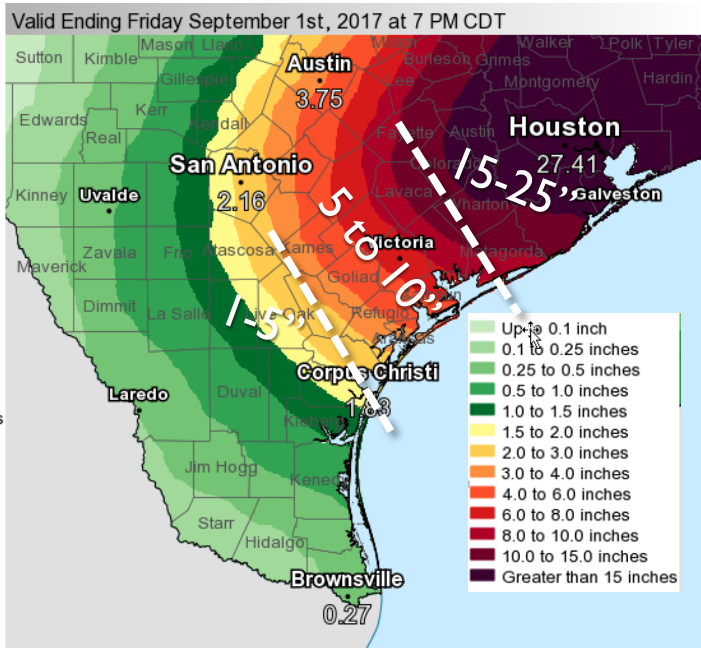 Valid Ending Friday September 1st, 2017 at 7 PM CDT
Mason Llano
Walker Polk Tyler
Sutton Kimble
Austin
Burleson Grimes
Gillespie
3.75
Lee
Montgomery
Hardin
Edwards
Kerr
Kendall
Fayette
Austin
Houston
Real
27.41
San Antonio
Colorado
15-25”
Kinney
Uvalde
2.16
5 to 10”
Lavaca
Wharton
Galveston
Zavala
Frio
Atascosa
Karnes
Victoria
Matagorda
Maverick
Goliad
Dimmit
La Salle
1-5”
Live Oak
Refugio
Aransas
Corpus Christi
Laredo
Duval
1.83
Kleberg
Jim Hogg
Kenedy
Starr
Hidalgo
Brownsville
0.27
Up to 0.1 inch
0.1 to 0.25 inches
0.25 to 0.5 inches
0.5 to 1.0 inches
1.0 to 1.5 inches
1.5 to 2.0 inches
2.0 to 3.0 inches
3.0 to 4.0 inches
4.0 to 6.0 inches
6.0 to 8.0 inches
8.0 to 10.0 inches
10.0 to 15.0 inches
Greater than 15 inches